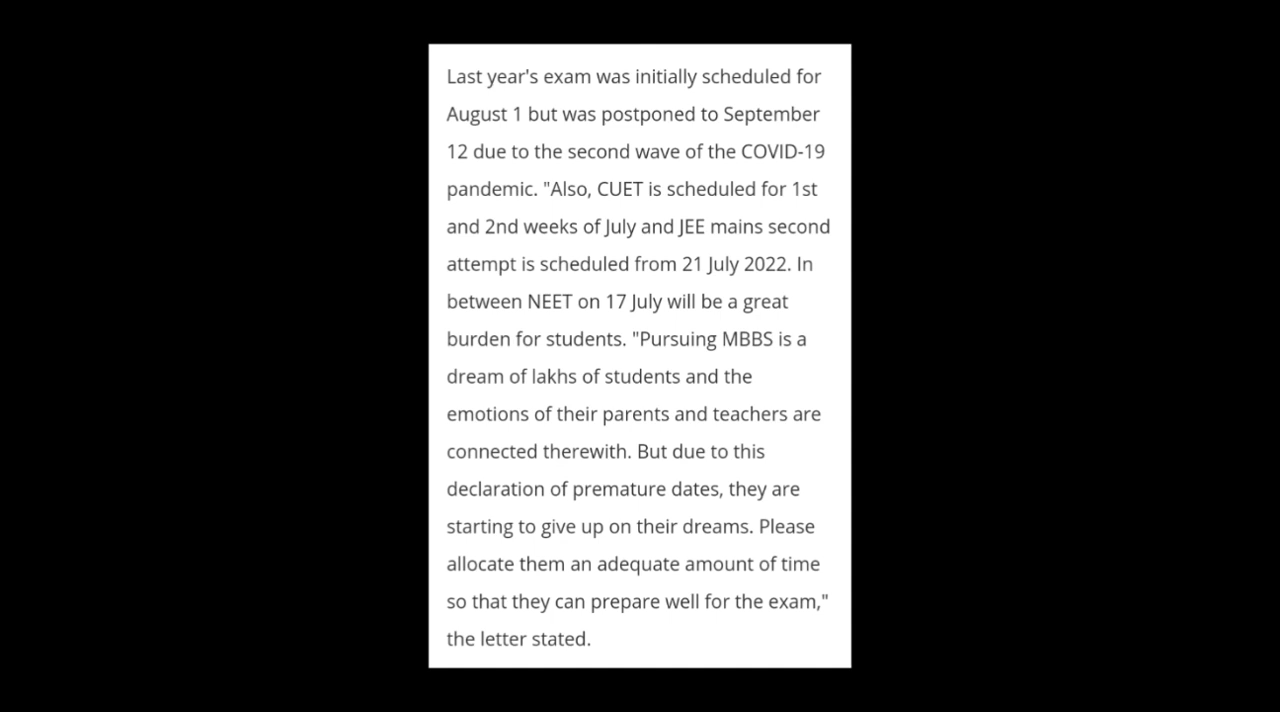 Last year's exam was initially scheduled for
August 1 but was postponed to September
12 due to the second wave of the COVID-19
pandemic. "Also, CUET is scheduled for 1st
and 2nd weeks of July and JEE mains second
attempt is scheduled from 21 July 2022. In
between NEET on 17 July will be a great
burden for students. "Pursuing MBBS is a
dream of lakhs of students and the
emotions of their parents and teachers are
connected therewith. But due to this
declaration of premature dates, they are
starting to give up on their dreams. Please
allocate them an adequate amount of time
so that they can prepare well for the exam,"
the letter stated.